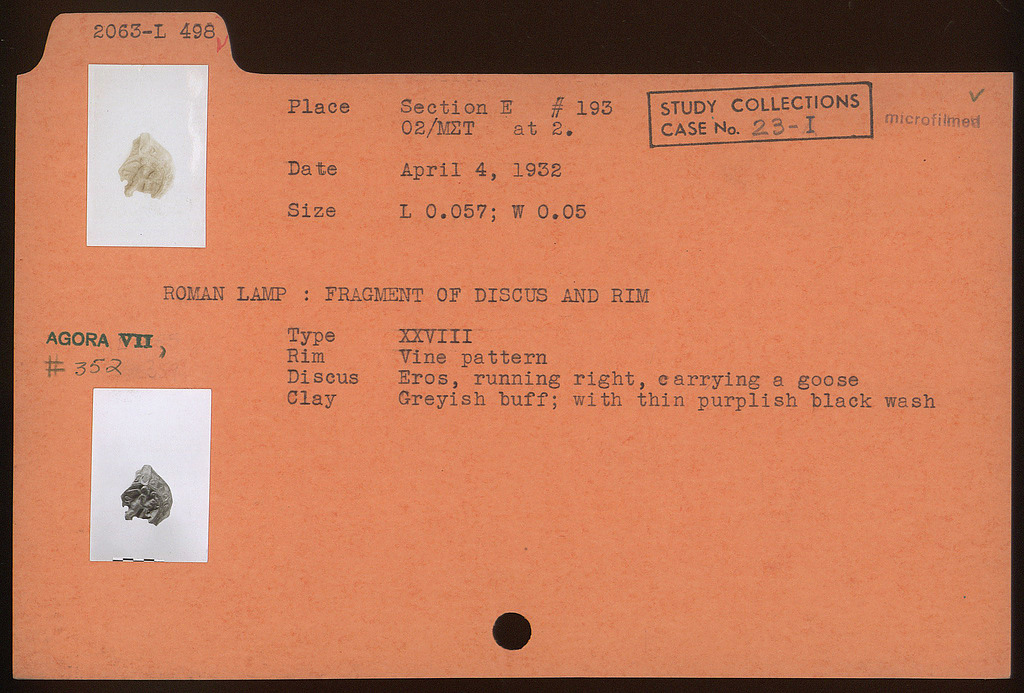 2063-L 498
Place Section E # 193
02/MΣT at 2.
STUDY COLLECTIONS
CASE No. 23-I
microfilmed
Date April 4, 1932
Size L 0.057; W 0.05
ROMAN LAMP : FRAGMENT OF DISCUS AND RIM
AGORA VII,
# 352
Type XXVIII
Rim Vine pattern
Discus Eros, running right, carrying a goose
Clay Greyish buff; with thin purplish black wash